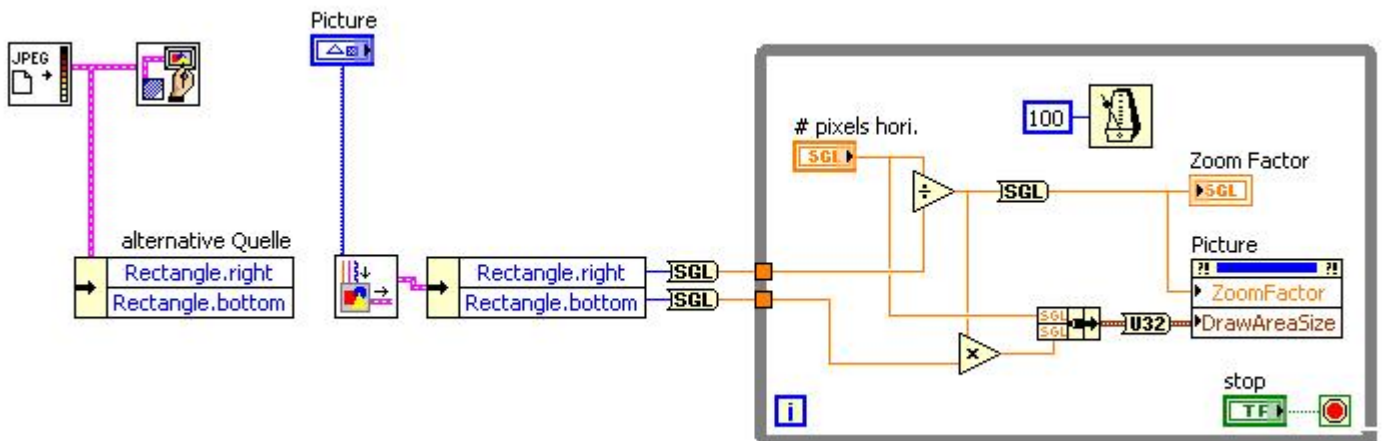 JPEG
Picture
alternative Quelle
Rectangle.right
Rectangle.bottom
Rectangle.right
Rectangle.bottom
SGL
SGL
# pixels hori.
SGL
100
÷
SGL
Zoom Factor
SGL
Picture
?! ?!
ZoomFactor
DrawAreaSize
SGL
SGL
U32
×
i
stop
TF